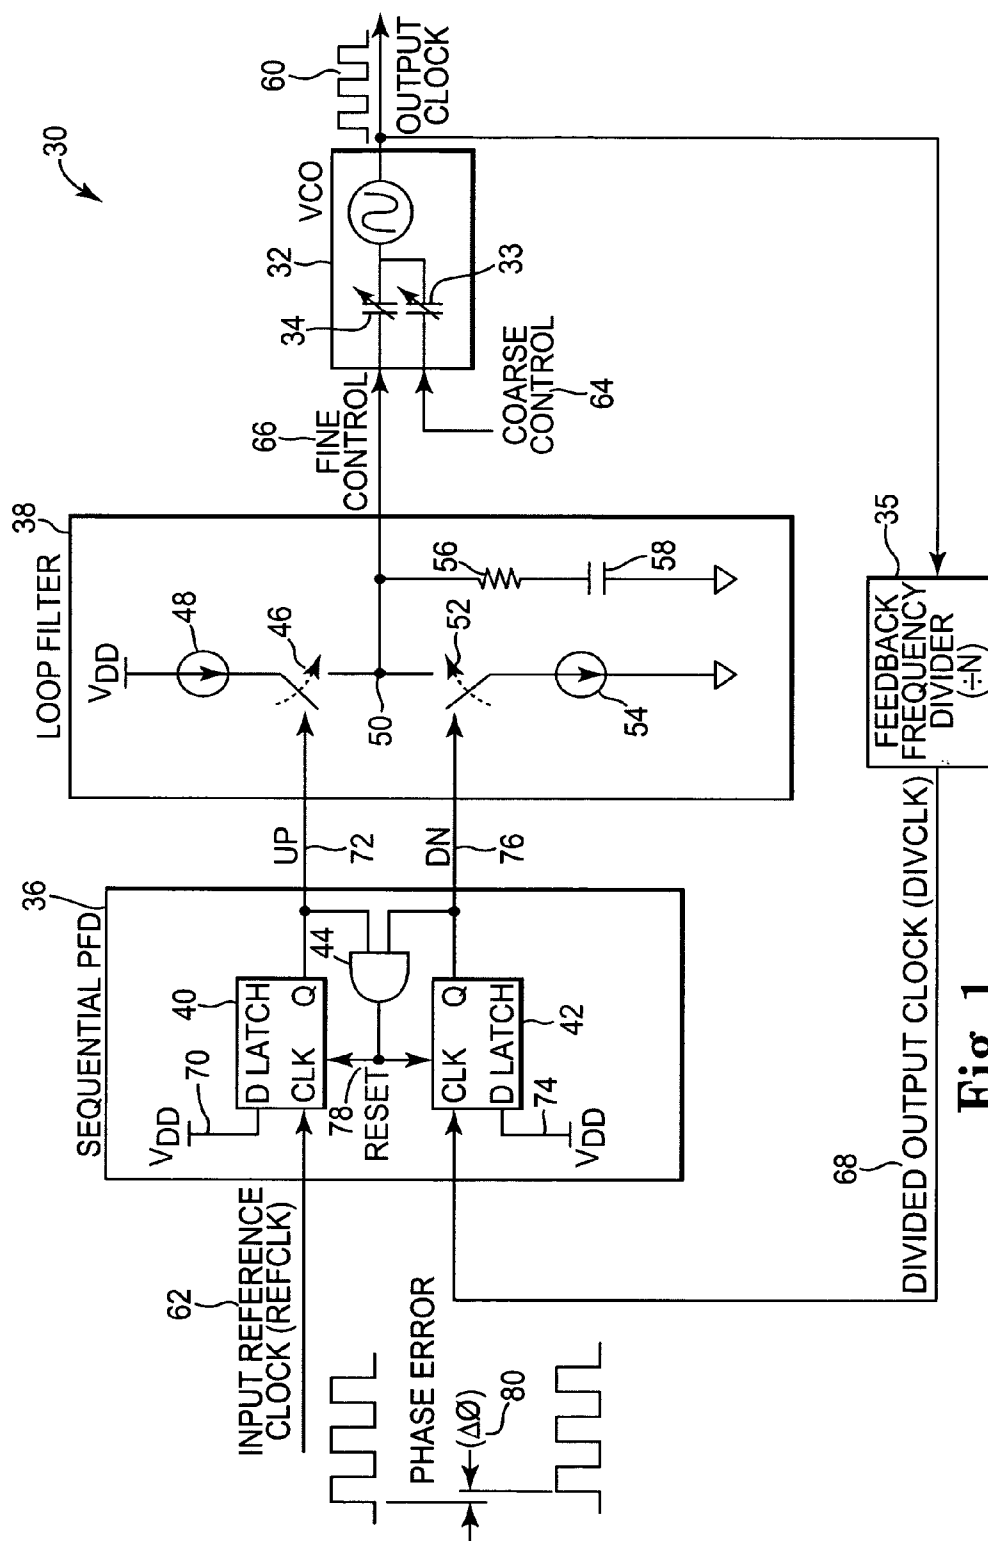 30
60
OUTPUT
CLOCK
VCO
32
34
33
66
FINE
CONTROL
COARSE
CONTROL
64
38
LOOP FILTER
VDD
48
46
50
52
54
56
58
35
FEEDBACK
FREQUENCY
DIVIDER
(÷N)
UP
72
DN
76
36
SEQUENTIAL PFD
VDD
70
40
D LATCH
CLK Q
44
78
RESET
CLK Q
D LATCH
42
74
VDD
62
INPUT REFERENCE
CLOCK (REFCLK)
PHASE ERROR
(ΔØ)
80
68
DIVIDED OUTPUT CLOCK (DIVCLK)
Fig. 1